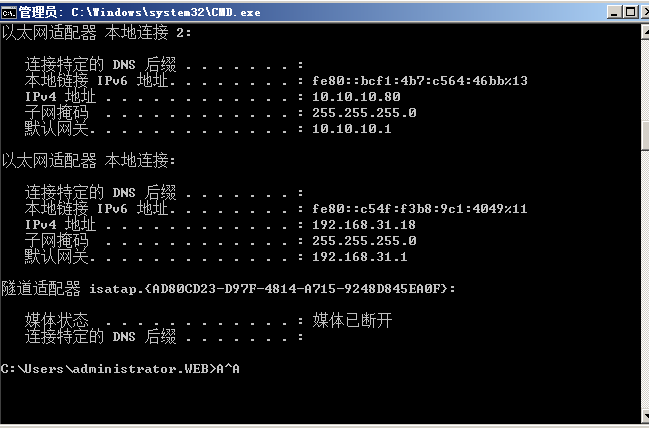 管理员: C:\Windows\system32\CMD.exe
以太网适配器 本地连接 2:
连接特定的 DNS 后缀 . . . . . . . :
本地链接 IPv6 地址. . . . . . . . : fe80::bcf1:4b7:c564:46bb%13
IPv4 地址 . . . . . . . . . . . . : 10.10.10.80
子网掩码  . . . . . . . . . . . . : 255.255.255.0
默认网关. . . . . . . . . . . . . : 10.10.10.1
以太网适配器 本地连接:
连接特定的 DNS 后缀 . . . . . . . :
本地链接 IPv6 地址. . . . . . . . : fe80::c54f:f3b8:9c1:4049%11
IPv4 地址 . . . . . . . . . . . . : 192.168.31.18
子网掩码  . . . . . . . . . . . . : 255.255.255.0
默认网关. . . . . . . . . . . . . : 192.168.31.1
隧道适配器 isatap.{AD80CD23-D97F-4814-A715-9248D845EA0F}:
媒体状态  . . . . . . . . . . . . : 媒体已断开
连接特定的 DNS 后缀 . . . . . . . :
C:\Users\administrator.WEB>A^A